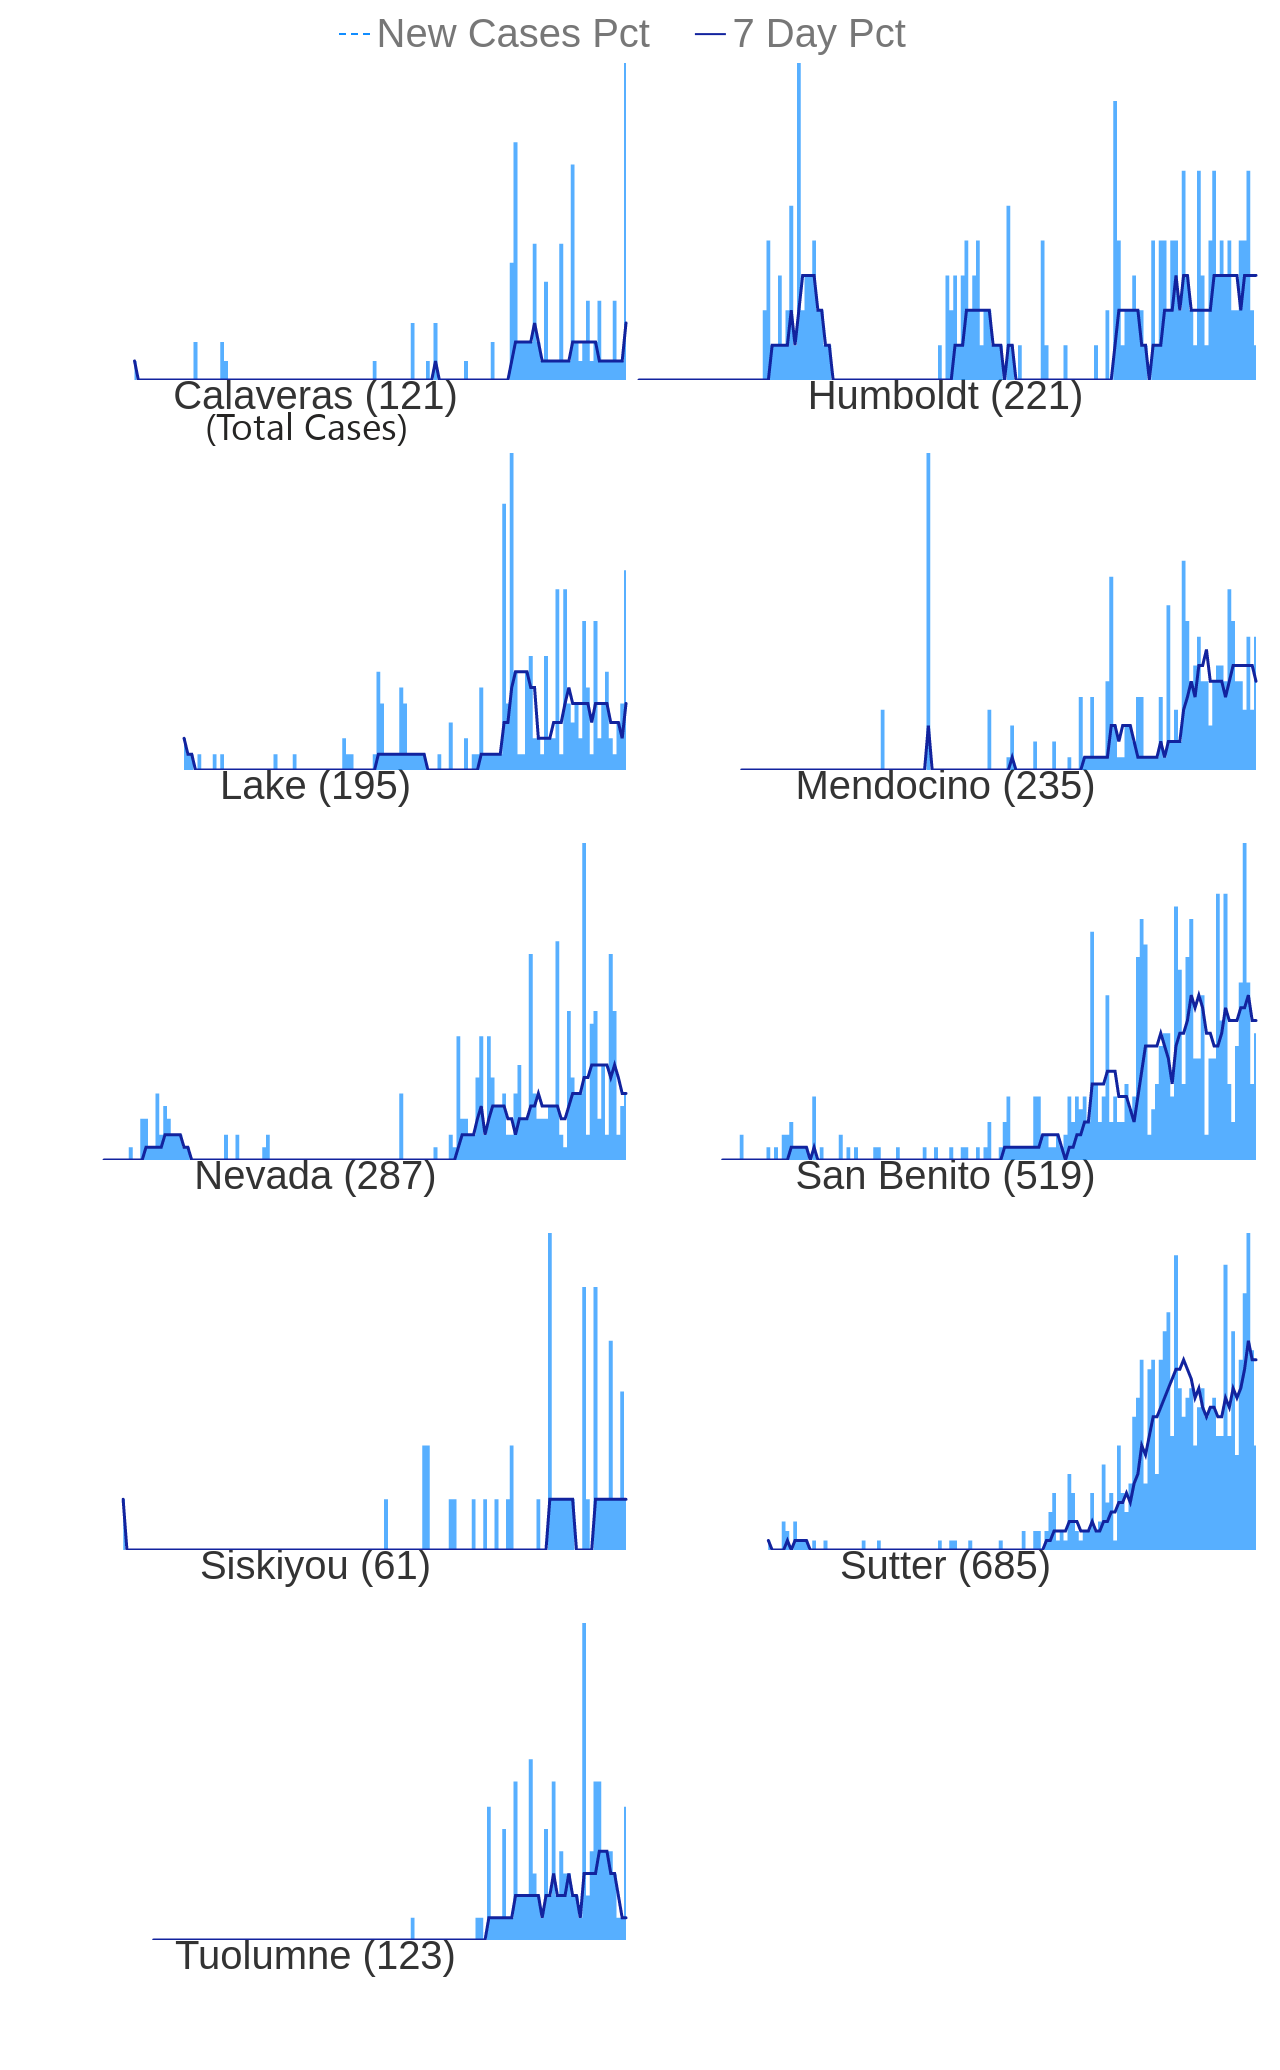 New Cases Pct 7 Day Pct
Calaveras (121) Humboldt (221)
(Total Cases)
Lake (195) Mendocino (235)
Nevada (287) San Benito (519)
Siskiyou (61) Sutter (685)
Tuolumne (123)